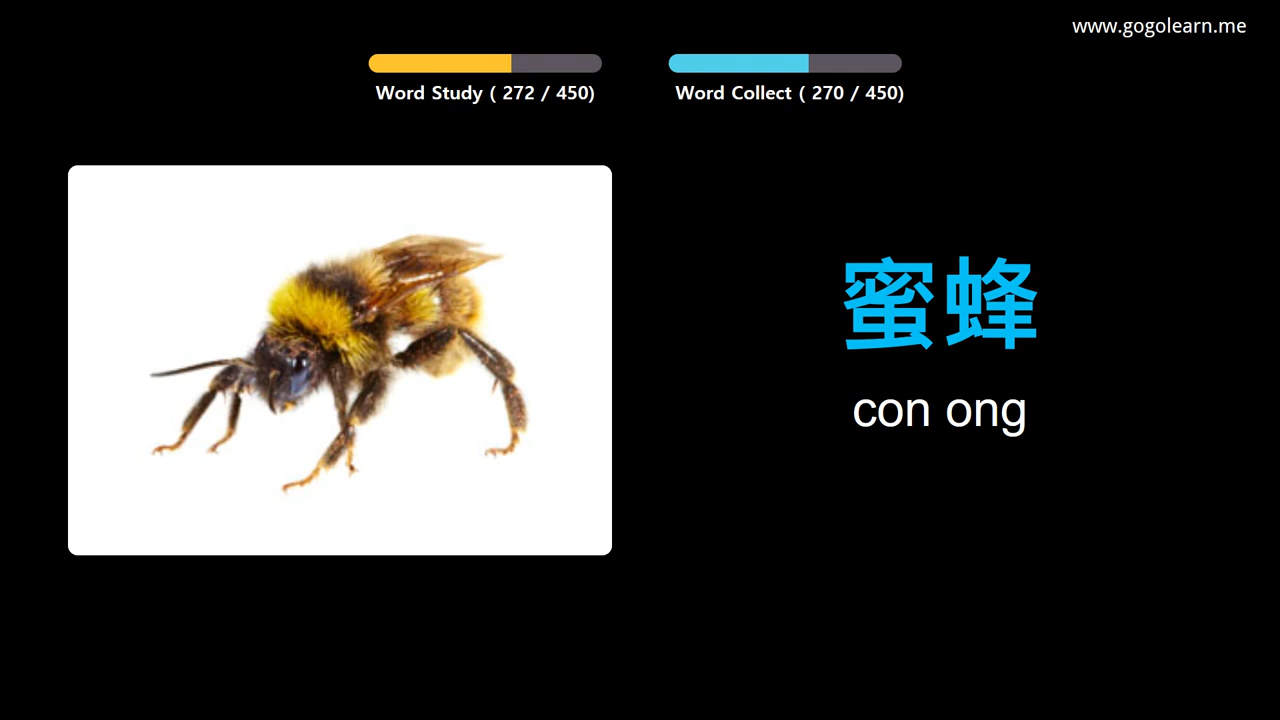 www.gogolearn.me
Word Study ( 272 / 450)
Word Collect ( 270 / 450)
蜜蜂
con ong